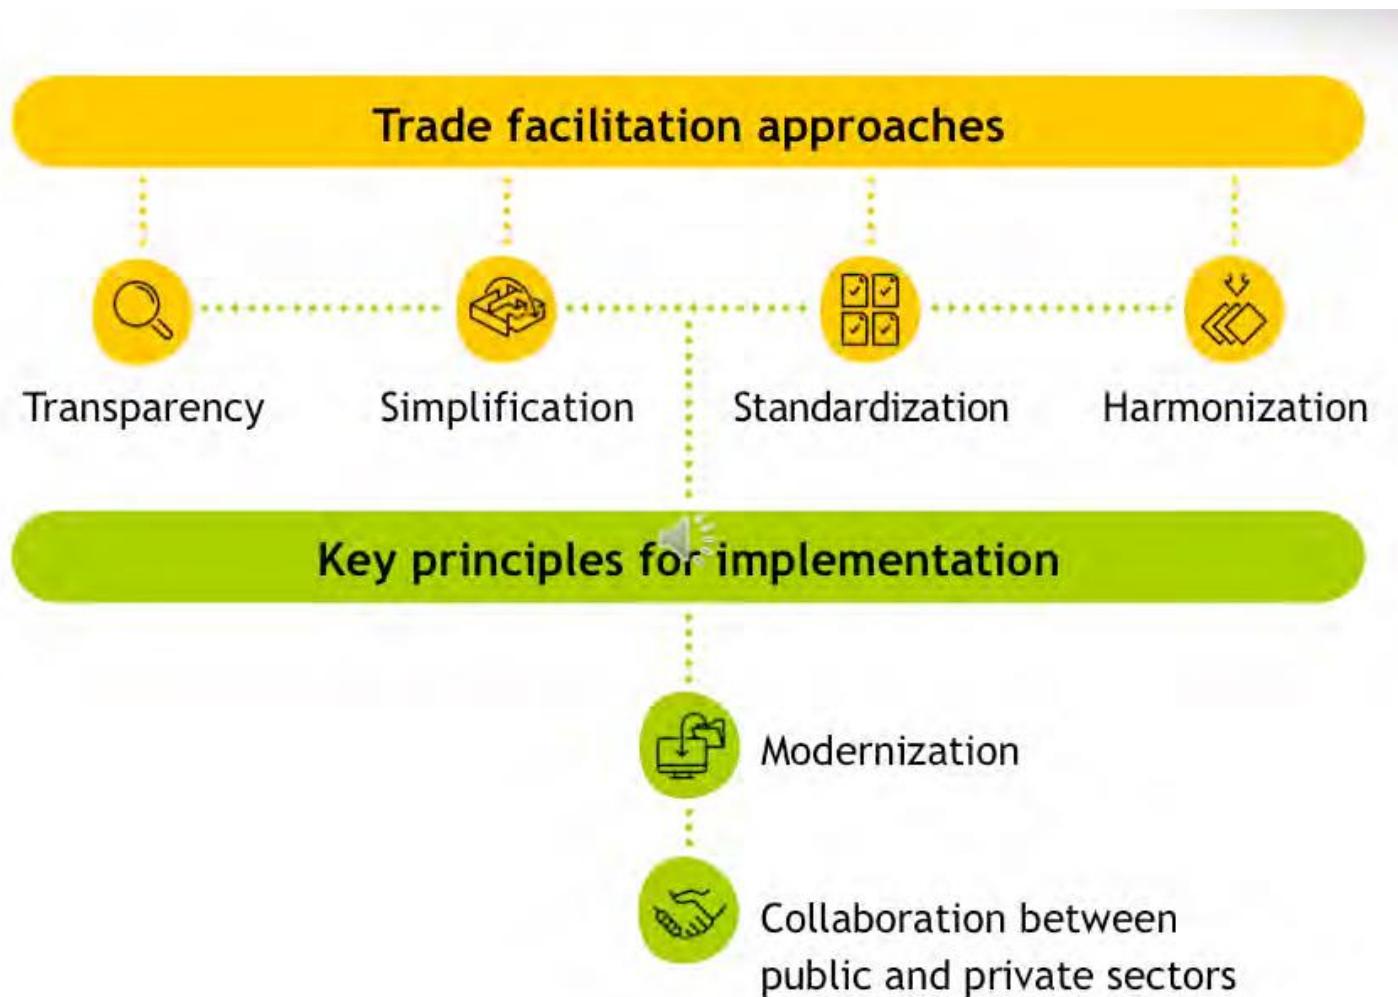 Trade facilitation approaches
Transparency
Simplification
Standardization
Harmonization
Key principles for implementation
Modernization
Collaboration between
public and private sectors